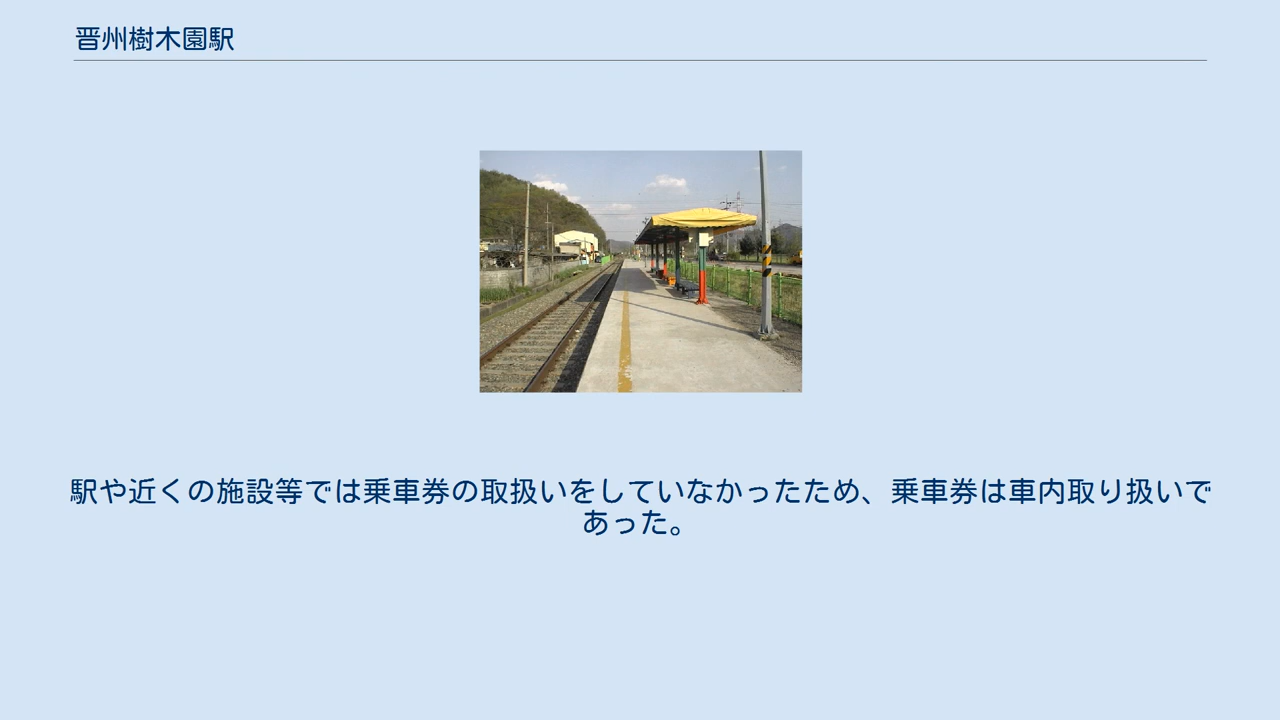 晋州樹木園駅
駅や近くの施設等では乗車券の取扱いをしていなかったため、乗車券は車内取り扱いで
あった。